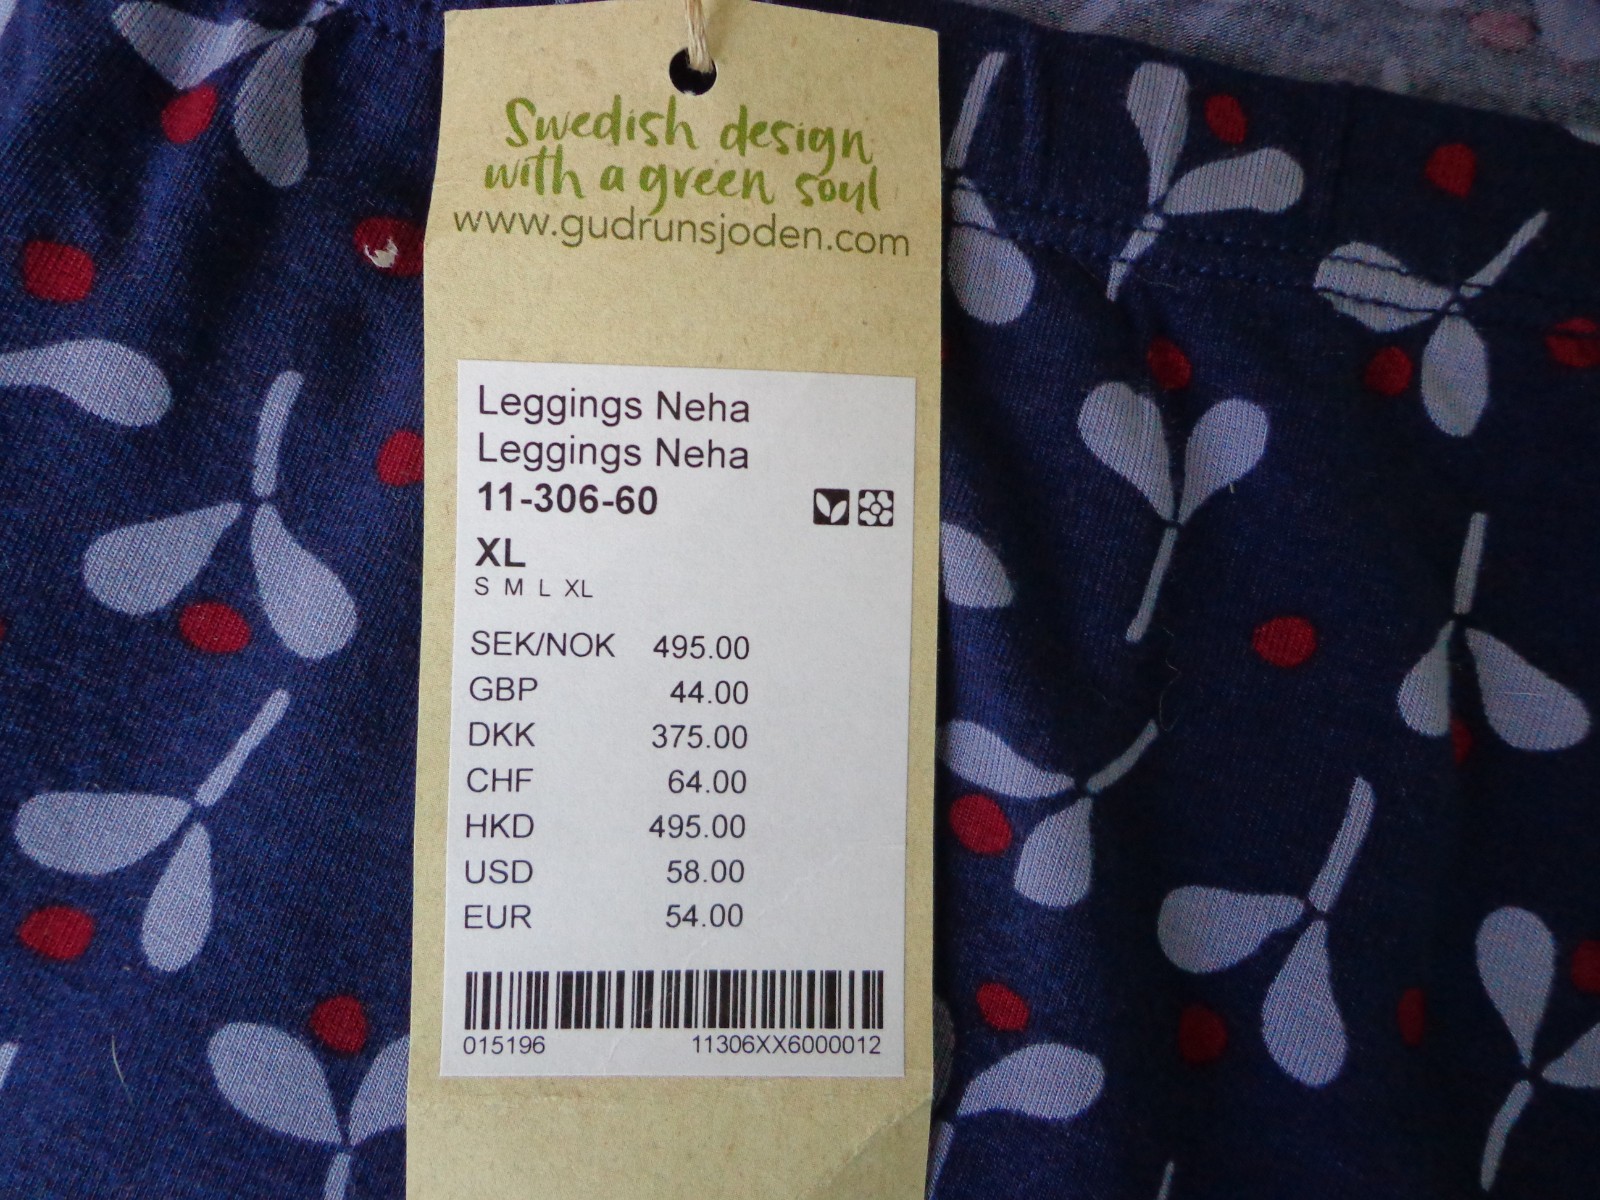 Swedish design
with a green soul
www.gudrunsjoden.com
Leggings Neha
Leggings Neha
11-306-60
XL
S M L XL
SEK/NOK 495.00
GBP 44.00
DKK 375.00
CHF 64.00
HKD 495.00
USD 58.00
EUR 54.00
015196 11306XX6000012